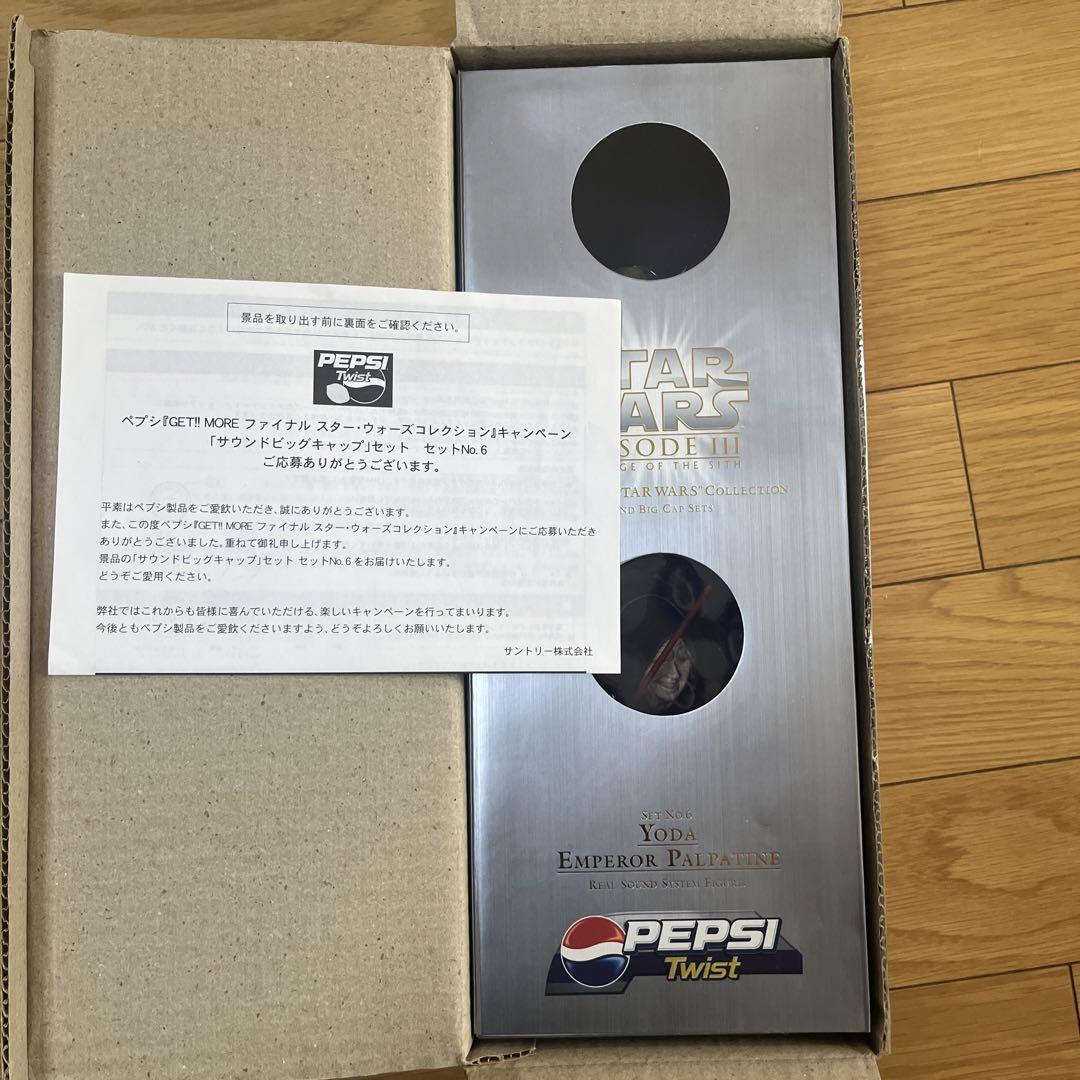 景品を取り出す前に裏面をご確認ください。
PEPSI
Twist
ペプシ『GET!! MORE ファイナル スター・ウォーズコレクション』キャンペーン
「サウンドビッグキャップ」セット セットNo.6
ご応募ありがとうございます。
平素はペプシ製品をご愛飲いただき、誠にありがとうございます。
また、この度ペプシ『GET!! MORE ファイナル スター・ウォーズコレクション』キャンペーンにご応募いただき
ありがとうございました。重ねて御礼申し上げます。
景品の「サウンドビッグキャップ」セット セットNo.6 をお届けいたします。
どうぞご愛用ください。
弊社ではこれからも皆様に喜んでいただける、楽しいキャンペーンを行ってまいります。
今後ともペプシ製品をご愛飲くださいますよう、どうぞよろしくお願いいたします。
サントリー株式会社
TAR
ARS
SODE III
GE OF THE SITH
STAR WARS™ COLLECTION
ND BIG CAP SETS
SET NO.6
YODA
EMPEROR PALPATINE
REAL SOUND SYSTEM FIGURE
PEPSI
Twist